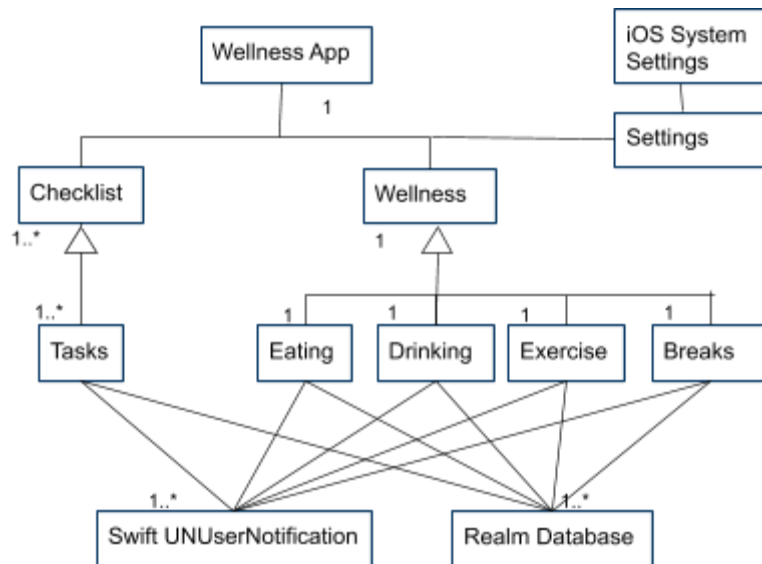 Wellness App
iOS System
Settings
1
Settings
Checklist
Wellness
1..*
1
1..*
1
1
1
1
Tasks
Eating
Drinking
Exercise
Breaks
1..*
1..*
Swift UNUserNotification
Realm Database